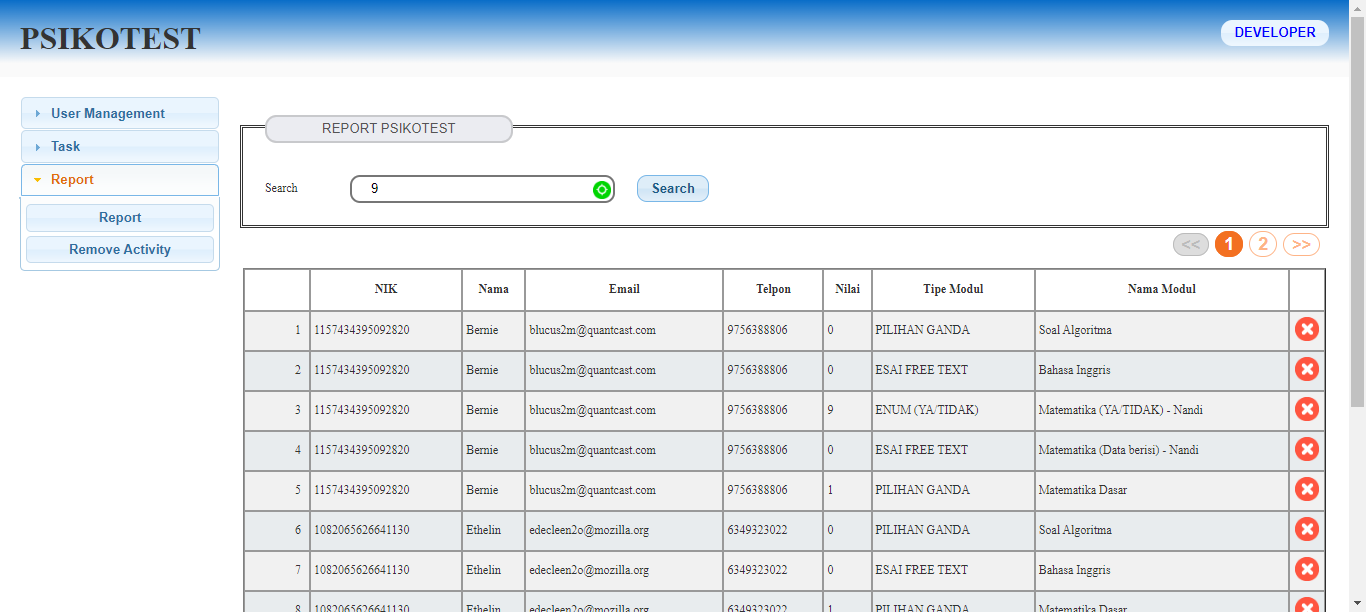 PSIKOTEST
DEVELOPER
User Management
Task
Report
Report
Remove Activity
REPORT PSIKOTEST
Search 9 Search
<< 1 2 >>
NIK Nama Email Telpon Nilai Tipe Modul Nama Modul
1 1157434395092820 Bernie blucus2m@quantcast.com 9756388806 0 PILIHAN GANDA Soal Algoritma
2 1157434395092820 Bernie blucus2m@quantcast.com 9756388806 0 ESAI FREE TEXT Bahasa Inggris
3 1157434395092820 Bernie blucus2m@quantcast.com 9756388806 9 ENUM (YA/TIDAK) Matematika (YA/TIDAK) - Nandi
4 1157434395092820 Bernie blucus2m@quantcast.com 9756388806 0 ESAI FREE TEXT Matematika (Data berisi) - Nandi
5 1157434395092820 Bernie blucus2m@quantcast.com 9756388806 1 PILIHAN GANDA Matematika Dasar
6 1082065626641130 Ethelin edecleen2o@mozilla.org 6349323022 0 PILIHAN GANDA Soal Algoritma
7 1082065626641130 Ethelin edecleen2o@mozilla.org 6349323022 0 ESAI FREE TEXT Bahasa Inggris
8 1082065626641130 Ethelin edecleen2o@mozilla.org 6349323022 1 PILIHAN GANDA Matematika Dasar